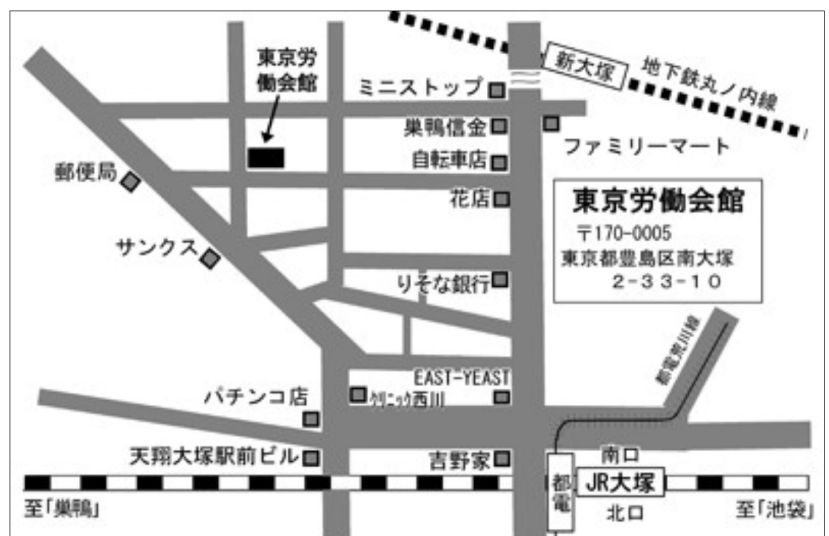 東京労
働会館
新大塚
地下鉄丸ノ内線
ミニストップ
巣鴨信金
ファミリーマート
自転車店
郵便局
花店
東京労働会館
〒170-0005
東京都豊島区南大塚
2-33-10
サンクス
りそな銀行
都電荒川線
EAST-YEAST
パチンコ店
クリニック西川
天翔大塚駅前ビル
吉野家
南口
都電
JR大塚
至「巣鴨」
北口
至「池袋」